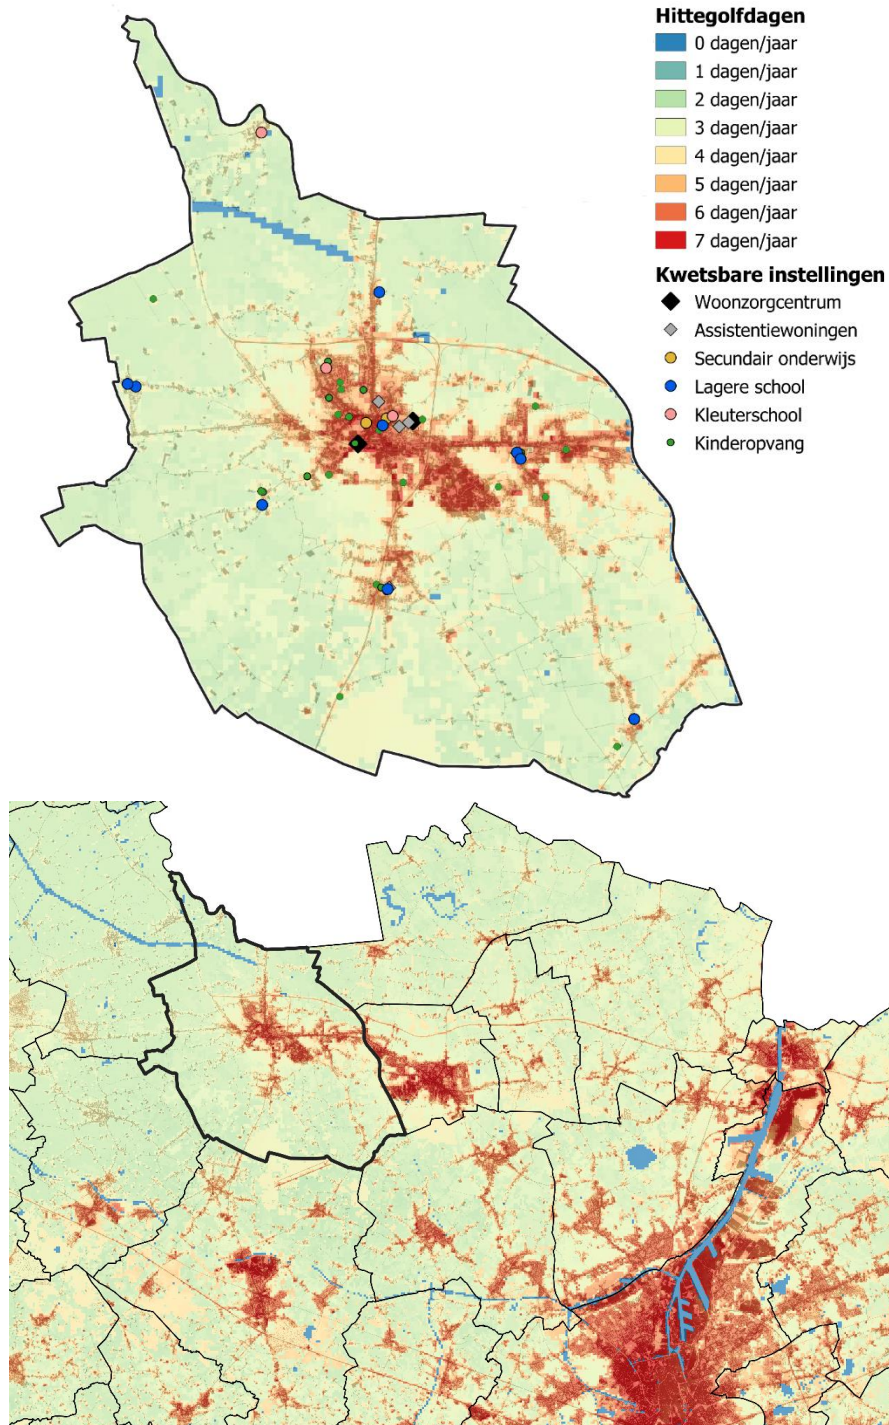 Hittegolfdagen
0 dagen/jaar
1 dagen/jaar
2 dagen/jaar
3 dagen/jaar
4 dagen/jaar
5 dagen/jaar
6 dagen/jaar
7 dagen/jaar
Kwetsbare instellingen
Woonzorgcentrum
Assistentiewoningen
Secundair onderwijs
Lagere school
Kleuterschool
Kinderopvang